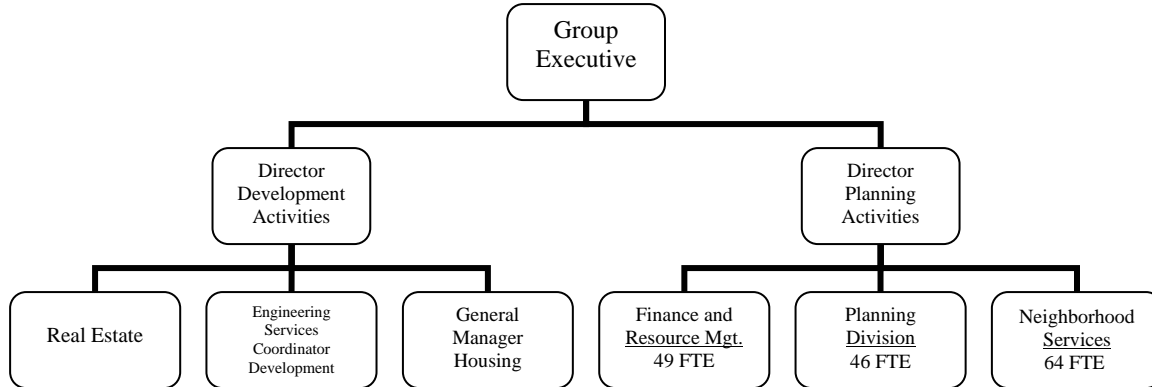 Group
Executive
Director
Development
Activities
Director
Planning
Activities
Real Estate
Engineering
Services
Coordinator
Development
General
Manager
Housing
Finance and
Resource Mgt.
49 FTE
Planning
Division
46 FTE
Neighborhood
Services
64 FTE